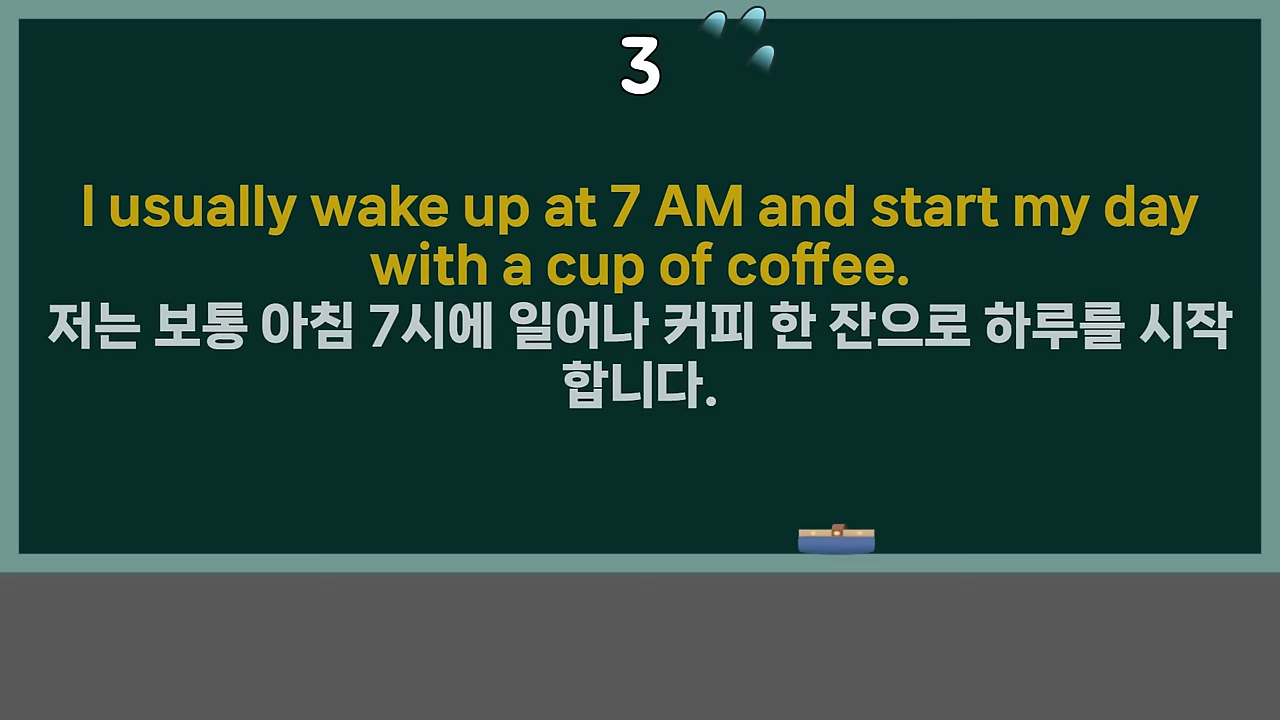 3
I usually wake up at 7 AM and start my day
with a cup of coffee.
저는 보통 아침 7시에 일어나 커피 한 잔으로 하루를 시작
합니다.